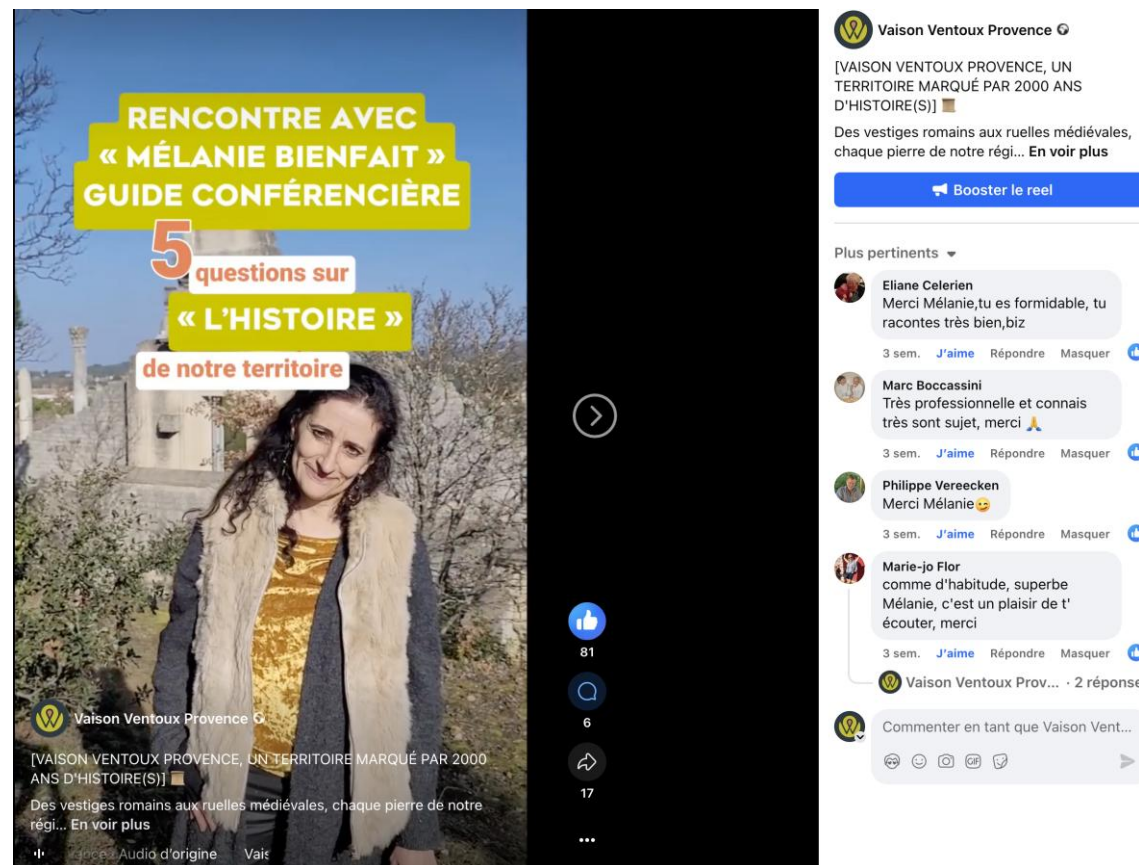 RENCONTRE AVEC
« MÉLANIE BIENFAIT »
GUIDE CONFÉRENCIÈRE
5
questions sur
« L'HISTOIRE »
de notre territoire
Vaison Ventoux Provence
[VAISON VENTOUX PROVENCE, UN TERRITOIRE MARQUÉ PAR 2000
ANS D'HISTOIRE(S)]
Des vestiges romains aux ruelles médiévales, chaque pierre de notre
régi... En voir plus
Audio d'origine
81
6
17
Vaison Ventoux Provence
[VAISON VENTOUX PROVENCE, UN
TERRITOIRE MARQUÉ PAR 2000 ANS
D'HISTOIRE(S)]
Des vestiges romains aux ruelles médiévales,
chaque pierre de notre régi... En voir plus
Booster le reel
Plus pertinents
Eliane Celerien
Merci Mélanie,tu es formidable, tu
racontes très bien,biz
3 sem. J'aime Répondre Masquer
Marc Boccassini
Très professionnelle et connais
très sont sujet, merci 🙏
3 sem. J'aime Répondre Masquer
Philippe Vereecken
Merci Mélanie😋
3 sem. J'aime Répondre Masquer
Marie-jo Flor
comme d'habitude, superbe
Mélanie, c'est un plaisir de t'
écouter, merci
3 sem. J'aime Répondre Masquer
Vaison Ventoux Prov... · 2 réponse
Commenter en tant que Vaison Vent...
GIF